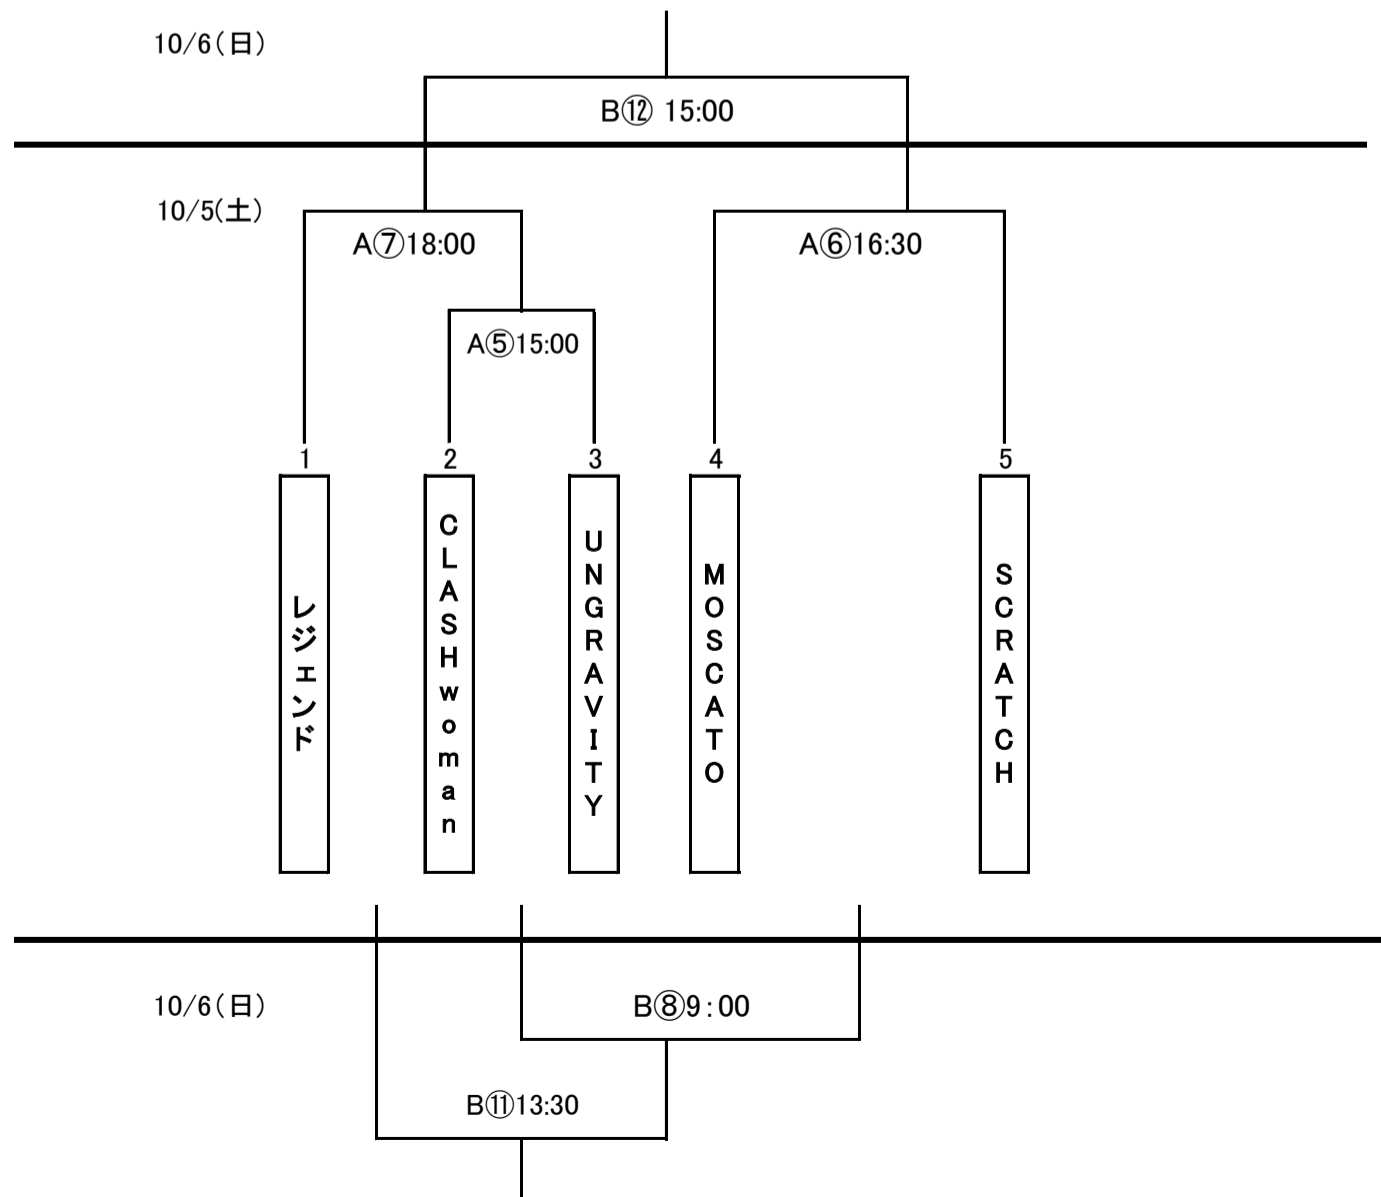 10/6(日)
B⑫ 15:00
10/5(土)
A⑦18:00
A⑥16:30
A⑤15:00
1
2
3
4
5
レジェンド
CLASHwoman
UNGRAVITY
MOSCATO
SCRATCH
10/6(日)
B⑧9:00
B⑪13:30